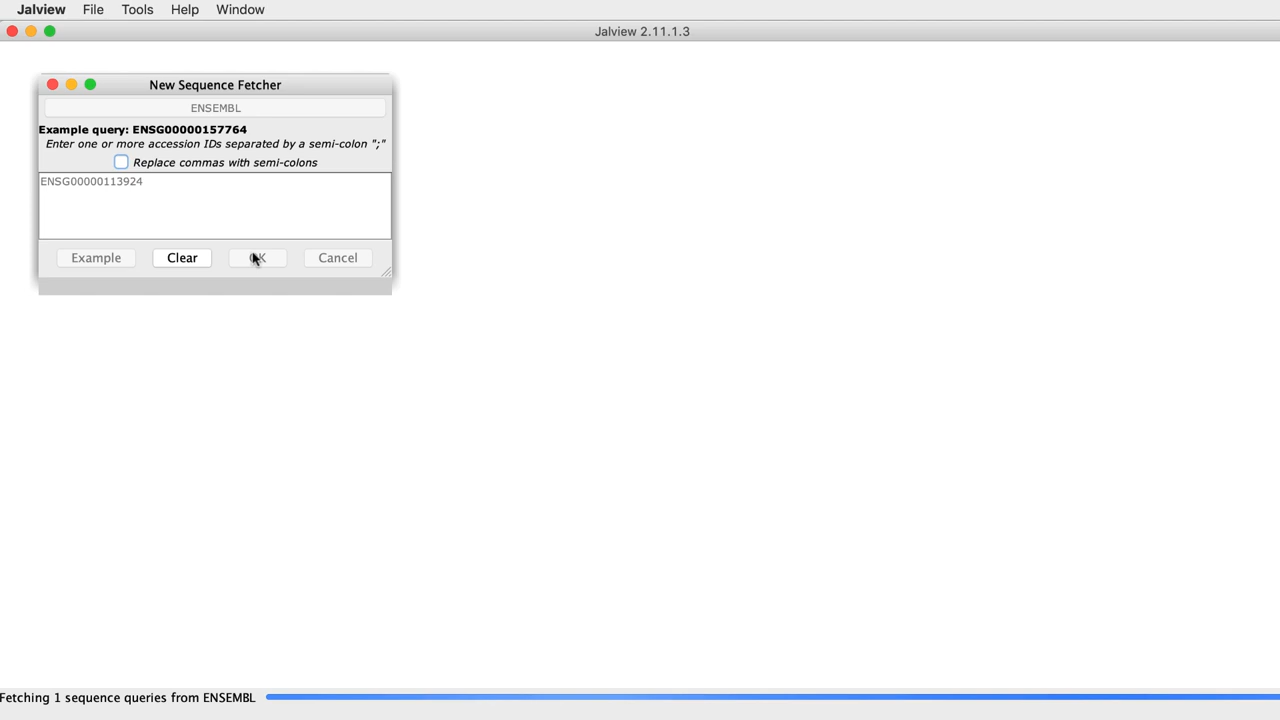 Jalview File Tools Help Window
Jalview 2.11.1.3
New Sequence Fetcher
ENSEMBL
Example query: ENSG00000157764
Enter one or more accession IDs separated by a semi-colon ";"
Replace commas with semi-colons
ENSG00000113924
Example Clear OK Cancel
Fetching 1 sequence queries from ENSEMBL